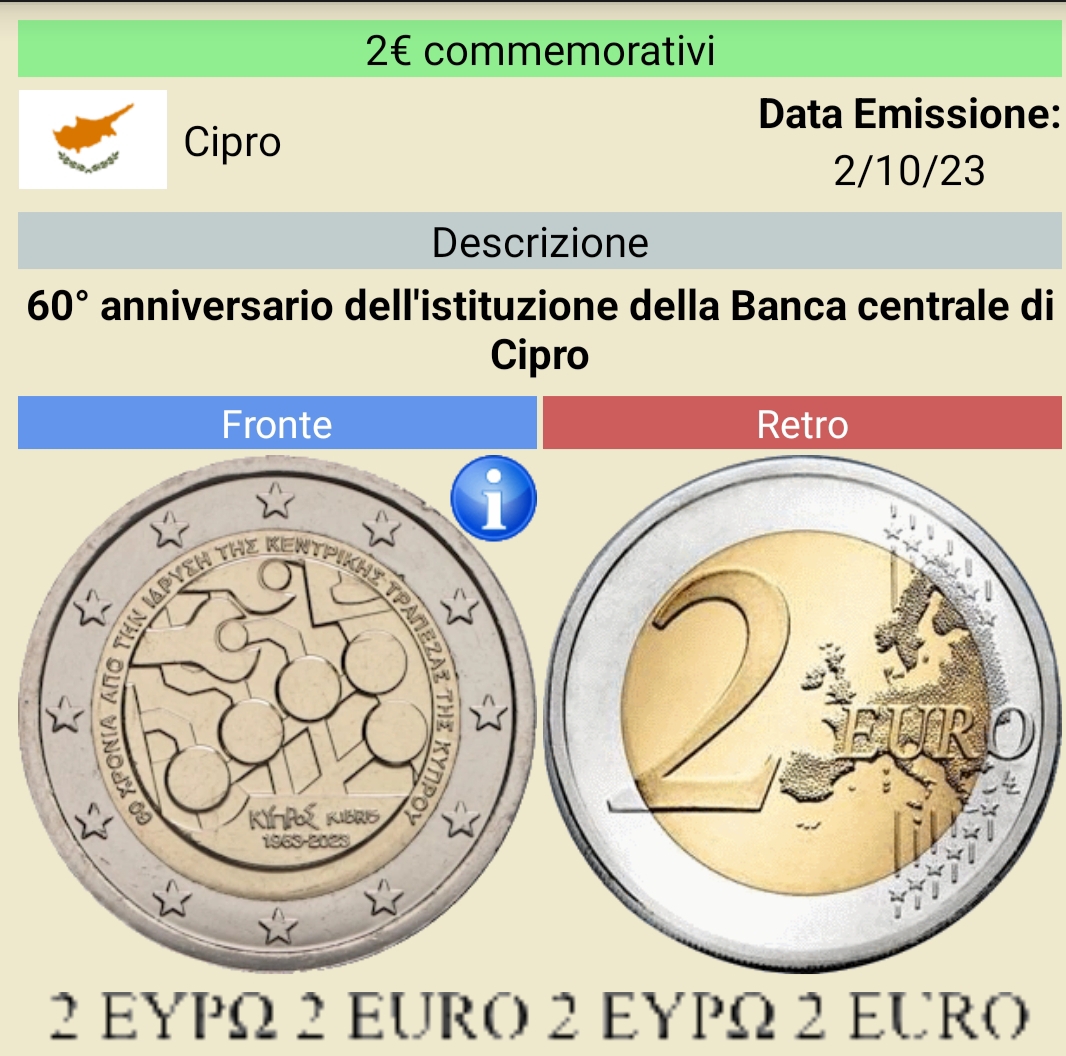 2€ commemorativi
Cipro
Data Emissione:
2/10/23
Descrizione
60° anniversario dell'istituzione della Banca centrale di
Cipro
Fronte
Retro
i
60 ΧΡΟΝΙΑ ΑΠΟ ΤΗΝ ΙΔΡΥΣΗ ΤΗΣ ΚΕΝΤΡΙΚΗΣ ΤΡΑΠΕΖΑΣ ΤΗΣ ΚΥΠΡΟΥ
ΚΥΠΡΟΣ KIBRIS
1963-2023
2 EURO
2 ΕΥΡΩ 2 EURO 2 ΕΥΡΩ 2 EURO